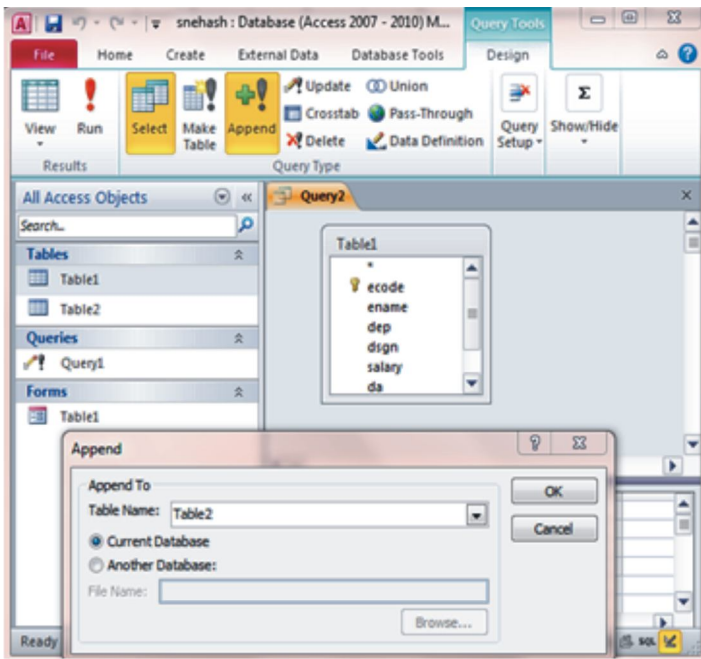 snehash : Database (Access 2007 - 2010) M... Query Tools
File Home Create External Data Database Tools Design
View Run Select Make Table Append Update Union
Crosstab Pass-Through
Delete Data Definition
Query Setup Show/Hide
Results Query Type
All Access Objects
Search...
Tables
Table1
Table2
Queries
Query1
Forms
Table1
Query2
Table1
*
ecode
ename
dep
dsgn
salary
da
Append
Append To
Table Name: Table2
Current Database
Another Database:
File Name:
Browse...
OK
Cancel
Ready
SQL